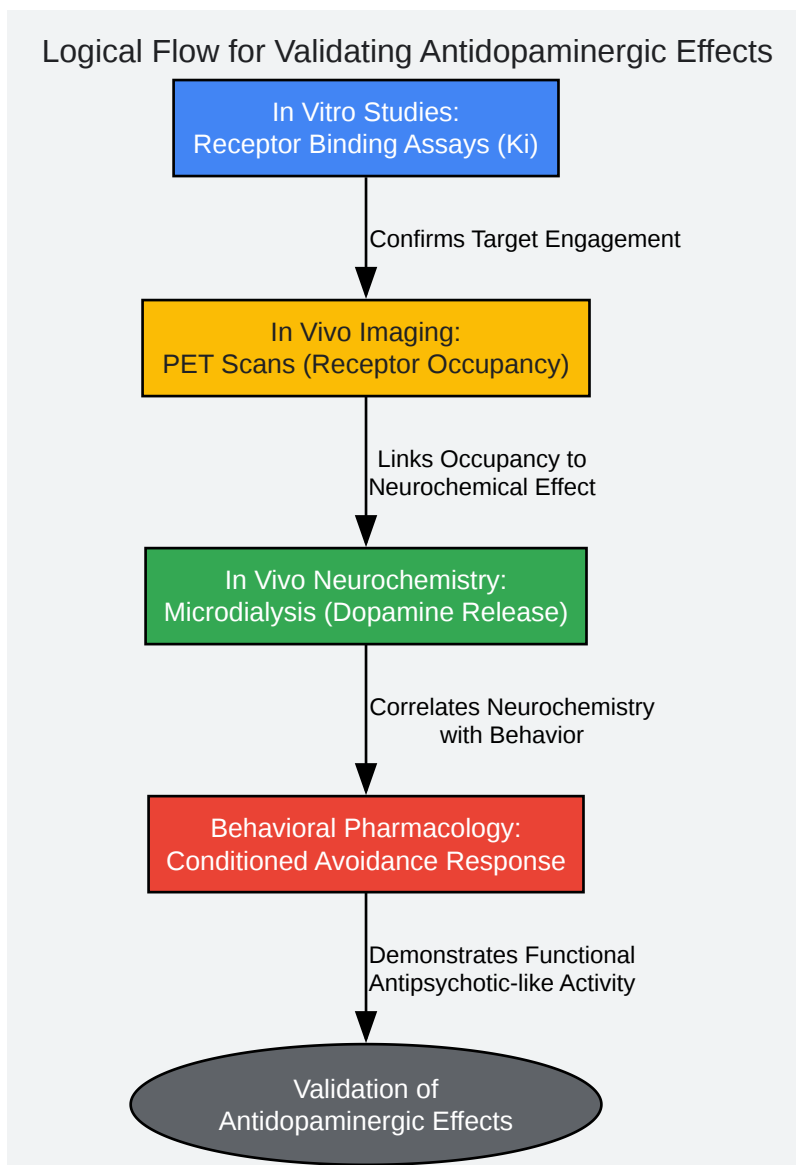 Logical Flow for Validating Antidopaminergic Effects
In Vitro Studies:
Receptor Binding Assays (Ki)
Confirms Target Engagement
In Vivo Imaging:
PET Scans (Receptor Occupancy)
Links Occupancy to
Neurochemical Effect
In Vivo Neurochemistry:
Microdialysis (Dopamine Release)
Correlates Neurochemistry
with Behavior
Behavioral Pharmacology:
Conditioned Avoidance Response
Demonstrates Functional
Antipsychotic-like Activity
Validation of
Antidopaminergic Effects